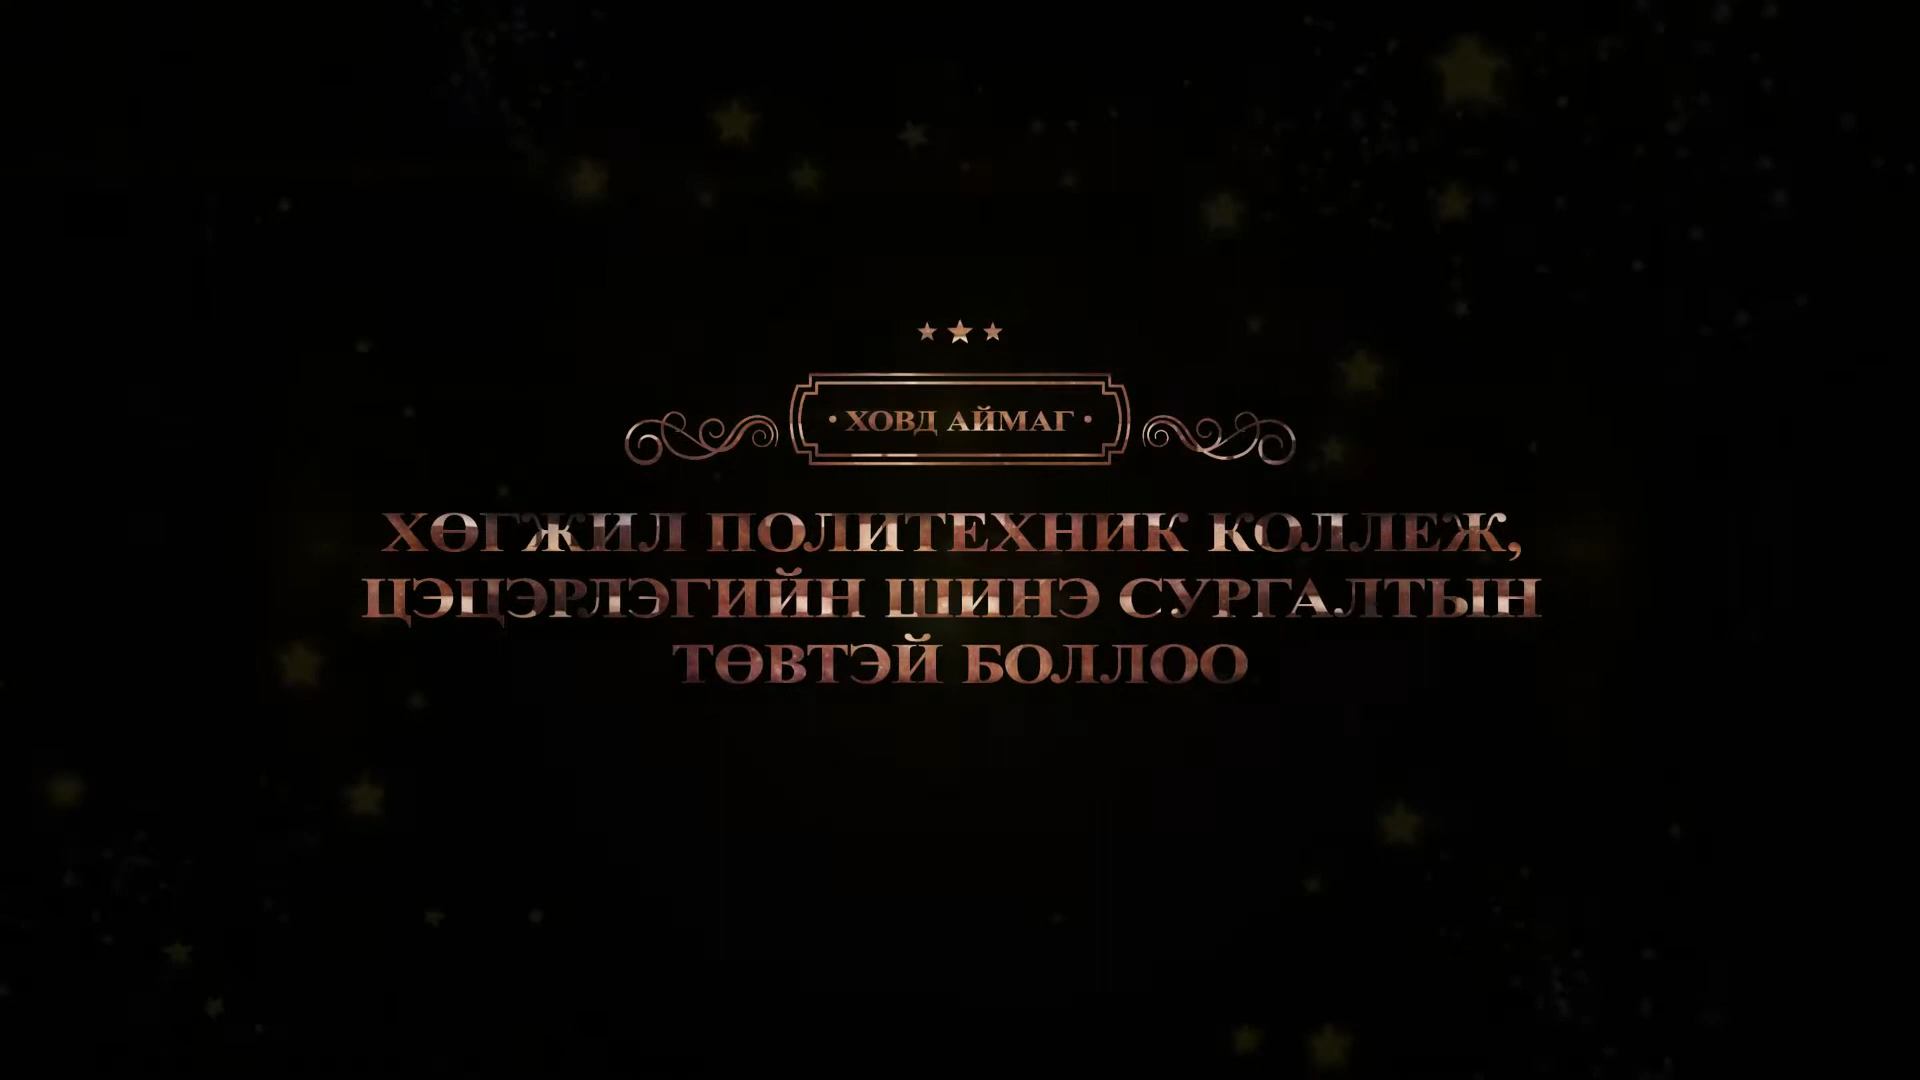 • ХОВД АЙМАГ •
ХӨГЖИЛ ПОЛИТЕХНИК КОЛЛЕЖ,
ЦЭЦЭРЛЭГИЙН ШИНЭ СУРГАЛТЫН
ТӨВТЭЙ БОЛЛОО